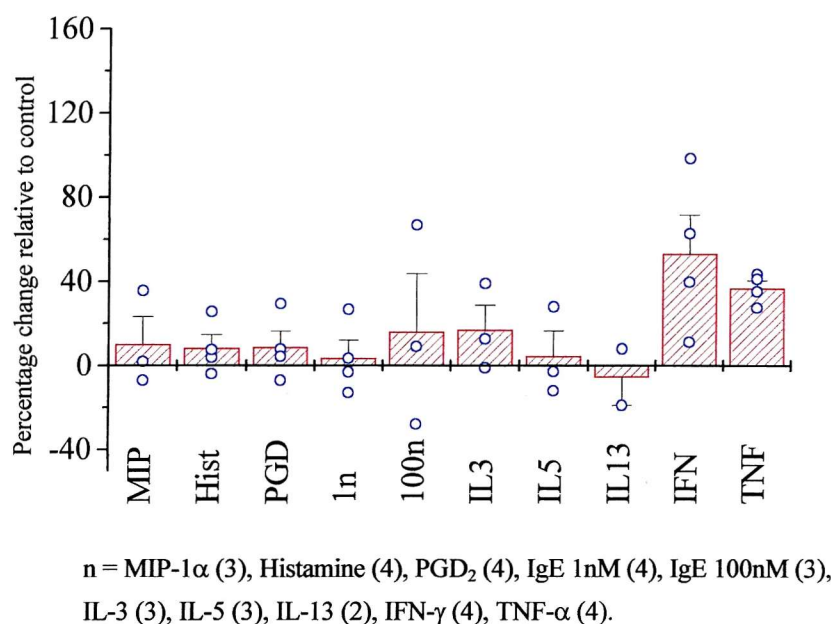 Percentage change relative to control
160
120
80
40
0
-40
MIP
Hist
PGD
1n
100n
IL3
IL5
IL13
IFN
TNF
n = MIP-1α (3), Histamine (4), PGD₂ (4), IgE 1nM (4), IgE 100nM (3),
IL-3 (3), IL-5 (3), IL-13 (2), IFN-γ (4), TNF-α (4).